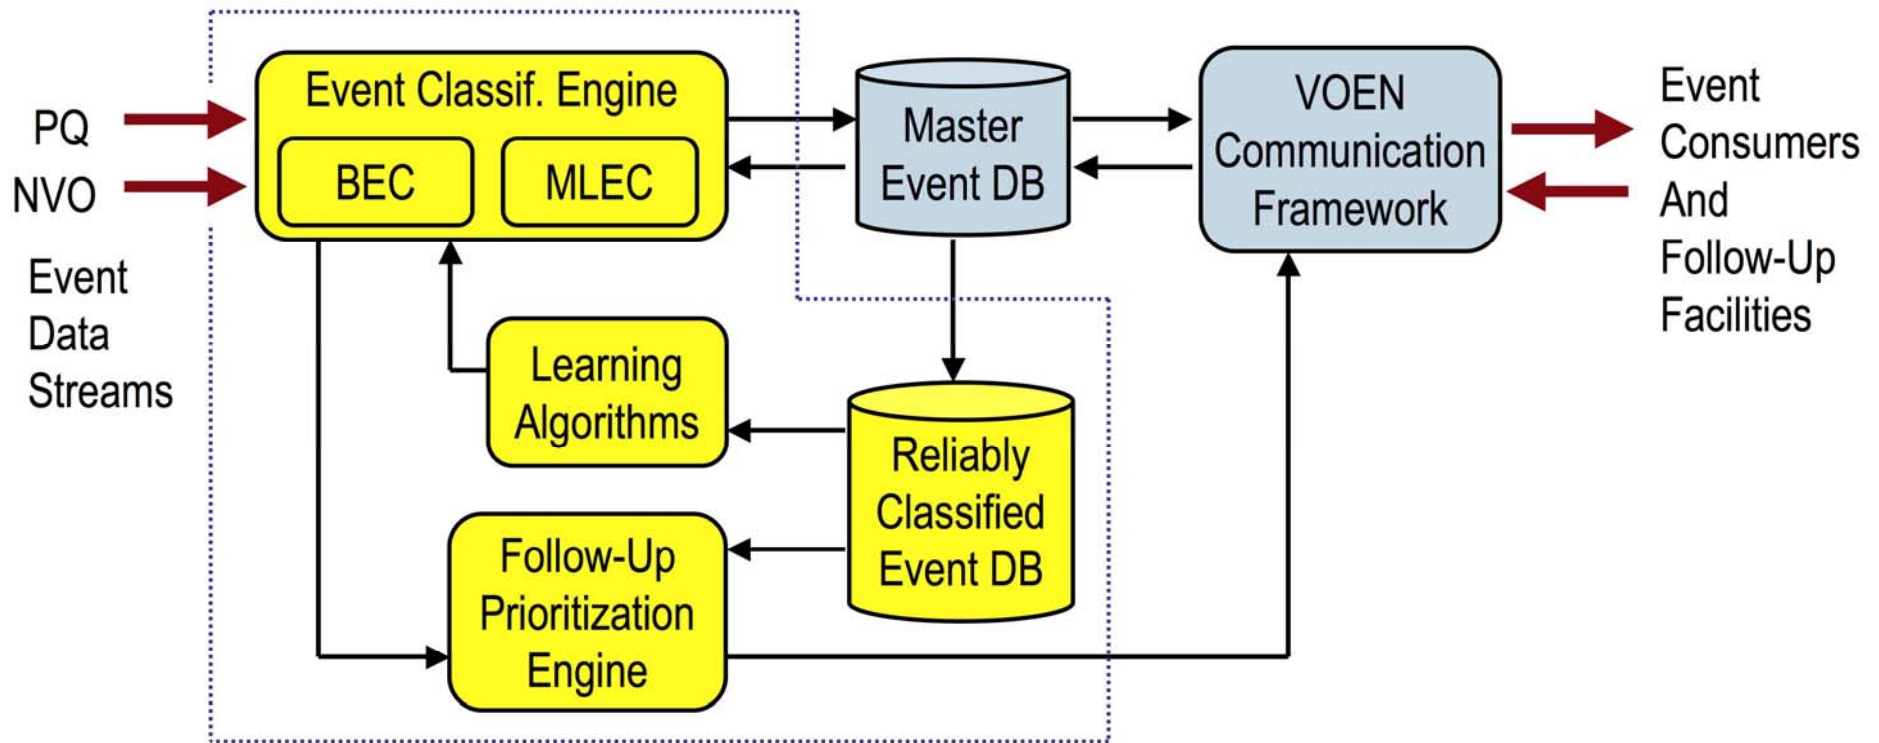 PQ
NVO
Event
Data
Streams
Event Classif. Engine
BEC
MLEC
Master
Event DB
VOEN
Communication
Framework
Event
Consumers
And
Follow-Up
Facilities
Learning
Algorithms
Reliably
Classified
Event DB
Follow-Up
Prioritization
Engine